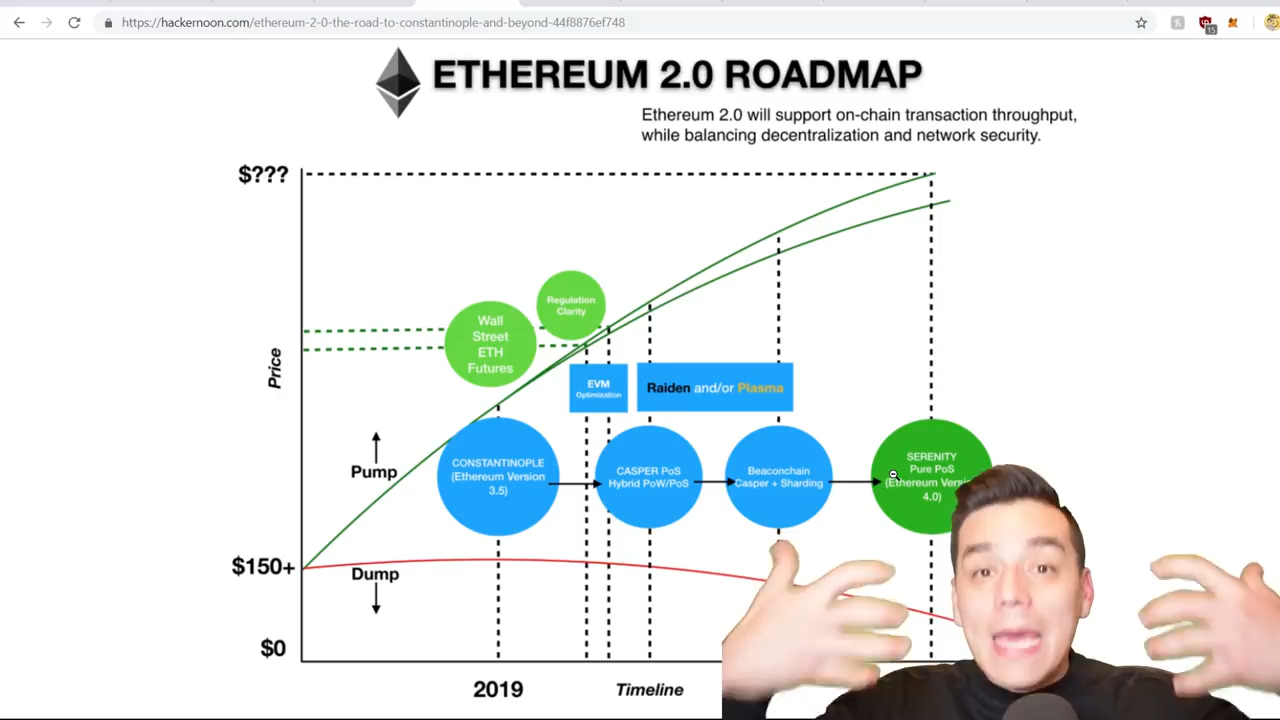 https://hackernoon.com/ethereum-2-0-the-road-to-constantinople-and-beyond-44f8876ef748
15
ETHEREUM 2.0 ROADMAP
Ethereum 2.0 will support on-chain transaction throughput,
while balancing decentralization and network security.
$???
Regulation
Clarity
Wall
Street
ETH
Futures
Price
EVM
Optimization
Raiden and/or Plasma
Pump
CONSTANTINOPLE
(Ethereum Version
3.5)
CASPER PoS
Hybrid PoW/PoS
Beaconchain
Casper + Sharding
SERENITY
Pure PoS
(Ethereum
4.0)
$150+
Dump
$0
2019
Timeline